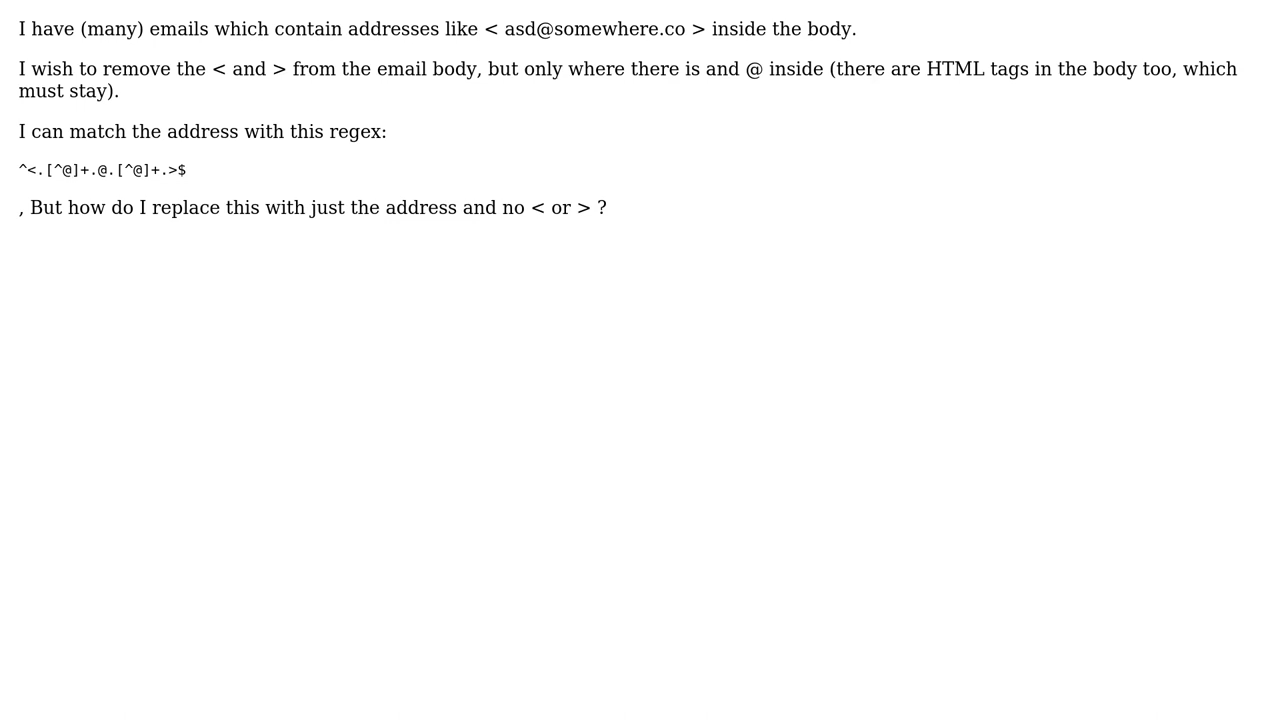 I have (many) emails which contain addresses like < asd@somewhere.co > inside the body.
I wish to remove the < and > from the email body, but only where there is and @ inside (there are HTML tags in the body too, which
must stay).
I can match the address with this regex:
^<.[^@]+.@.[^@]+.>$
, But how do I replace this with just the address and no < or > ?